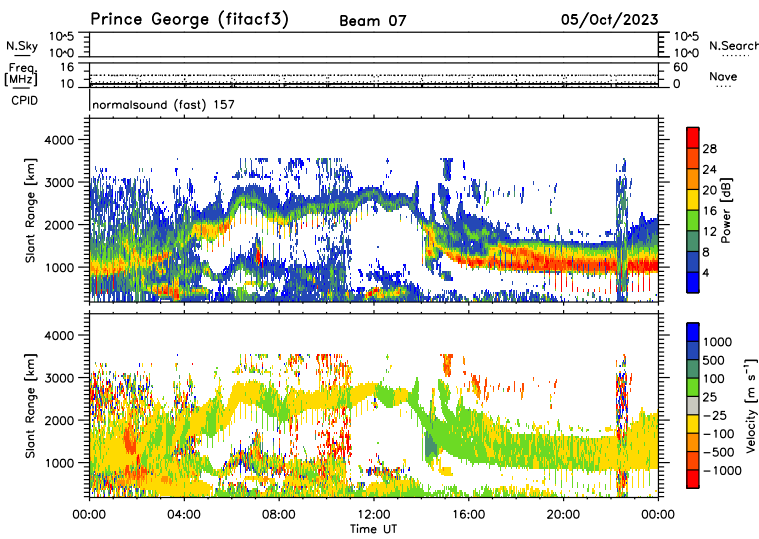 Prince George (fitacf3) Beam 07 05/Oct/2023
N.Sky 10^5 10^0 10^5 10^0 N.Search
Freq. [MHz] 16 10 60 0 Nave
CPID normalsound (fast) 157
Slant Range [km] 4000 3000 2000 1000
28 24 20 16 12 8 4 Power [dB]
Slant Range [km] 4000 3000 2000 1000
1000 500 100 25 −25 −100 −500 −1000 Velocity [m s⁻¹]
00:00 04:00 08:00 12:00 16:00 20:00 00:00
Time UT